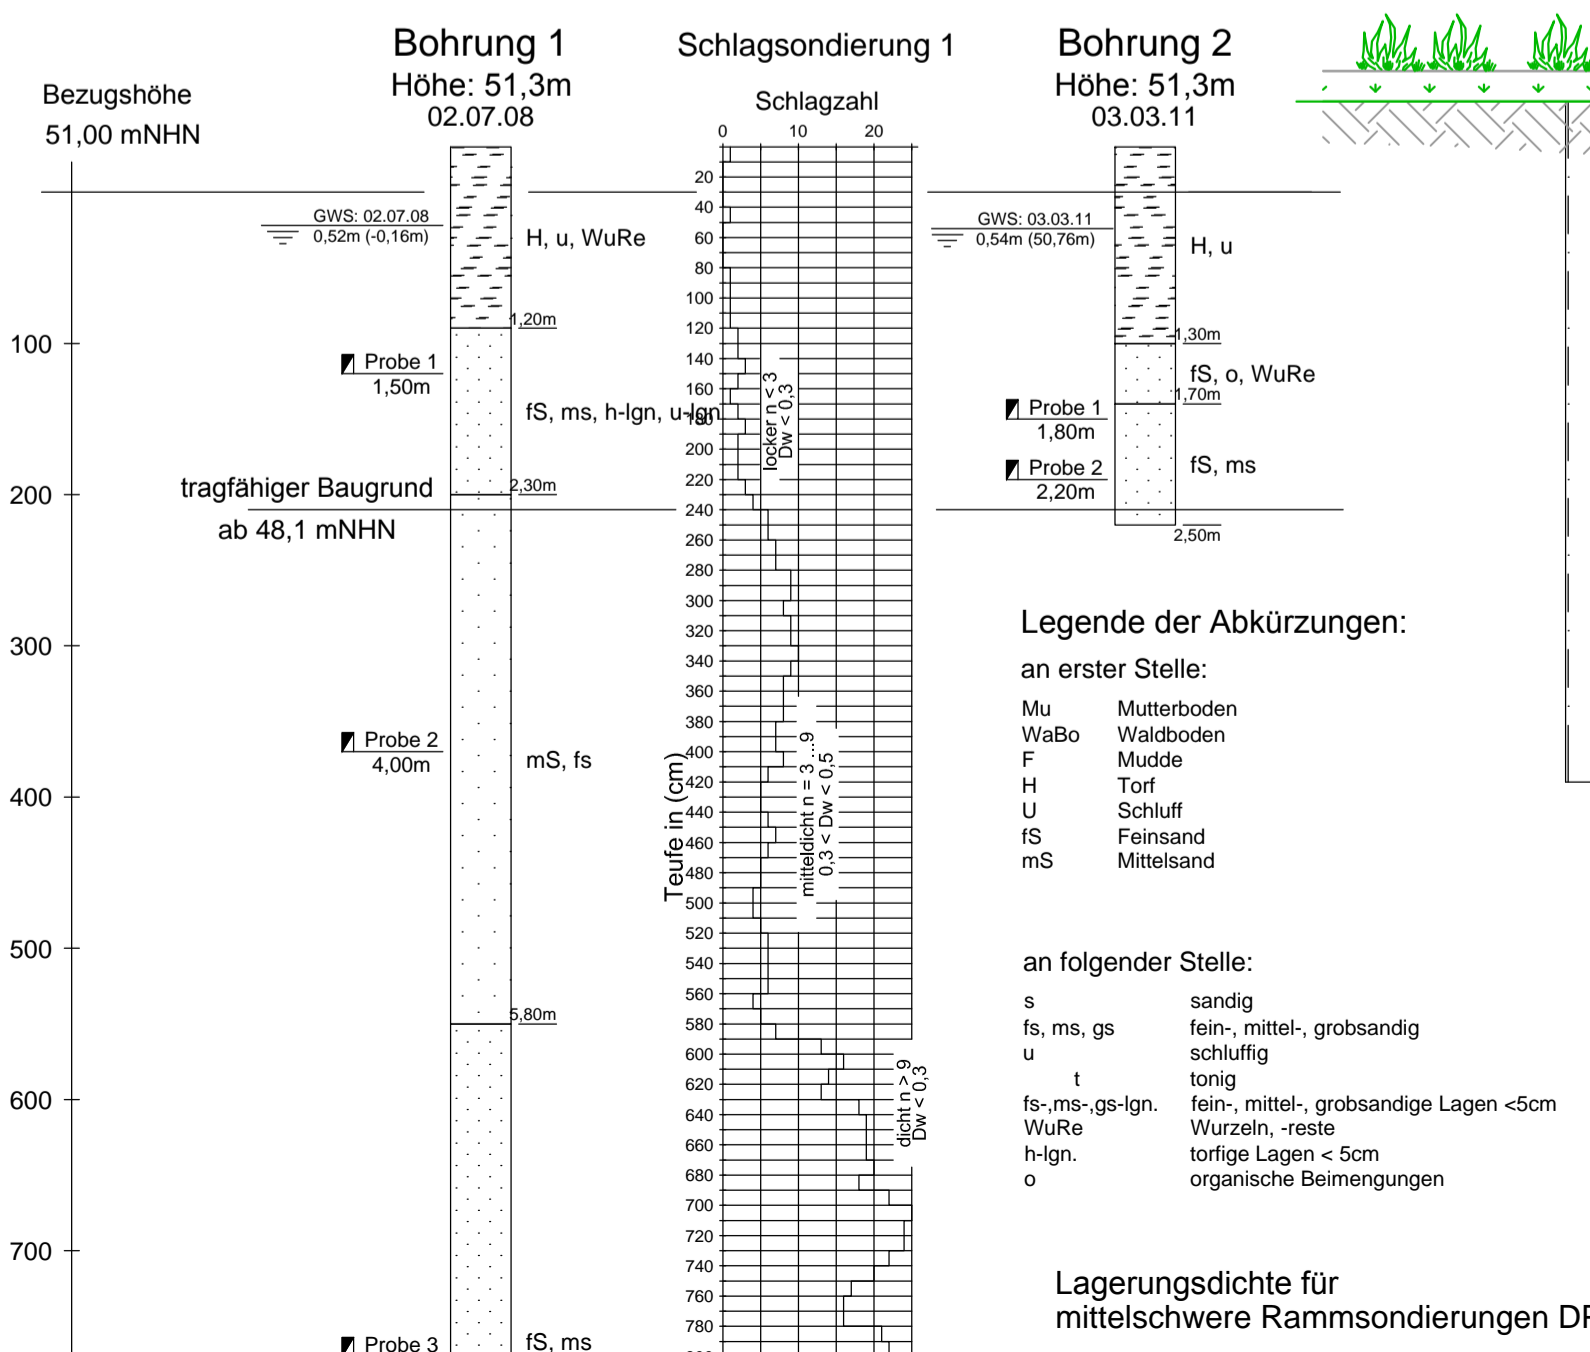 Bezugshöhe
51,00 mNHN
100
200
300
400
500
600
700
Bohrung 1
Höhe: 51,3m
02.07.08
GWS: 02.07.08
0,52m (-0,16m)
H, u, WuRe
1,20m
Probe 1
1,50m
fS, ms, h-lgn, u-lgn
2,30m
tragfähiger Baugrund
ab 48,1 mNHN
Probe 2
4,00m
mS, fs
5,80m
Probe 3
fS, ms
Schlagsondierung 1
Schlagzahl
0 10 20
20
40
60
80
100
120
140
160
180
200
220
240
260
280
300
320
340
360
380
400
420
440
460
480
500
520
540
560
580
600
620
640
660
680
700
720
740
760
780
Teufe in (cm)
locker n < 3
Dw < 0,3
mitteldicht n = 3 ...9
0,3 < Dw < 0,5
dicht n > 9
Dw < 0,3
Bohrung 2
Höhe: 51,3m
03.03.11
GWS: 03.03.11
0,54m (50,76m)
H, u
1,30m
fS, o, WuRe
1,70m
Probe 1
1,80m
fS, ms
Probe 2
2,20m
2,50m
Legende der Abkürzungen:
an erster Stelle:
Mu Mutterboden
WaBo Waldboden
F Mudde
H Torf
U Schluff
fS Feinsand
mS Mittelsand
an folgender Stelle:
s sandig
fs, ms, gs fein-, mittel-, grobsandig
u schluffig
t tonig
fs-,ms-,gs-lgn. fein-, mittel-, grobsandige Lagen <5cm
WuRe Wurzeln, -reste
h-lgn. torfige Lagen < 5cm
o organische Beimengungen
Lagerungsdichte für
mittelschwere Rammsondierungen